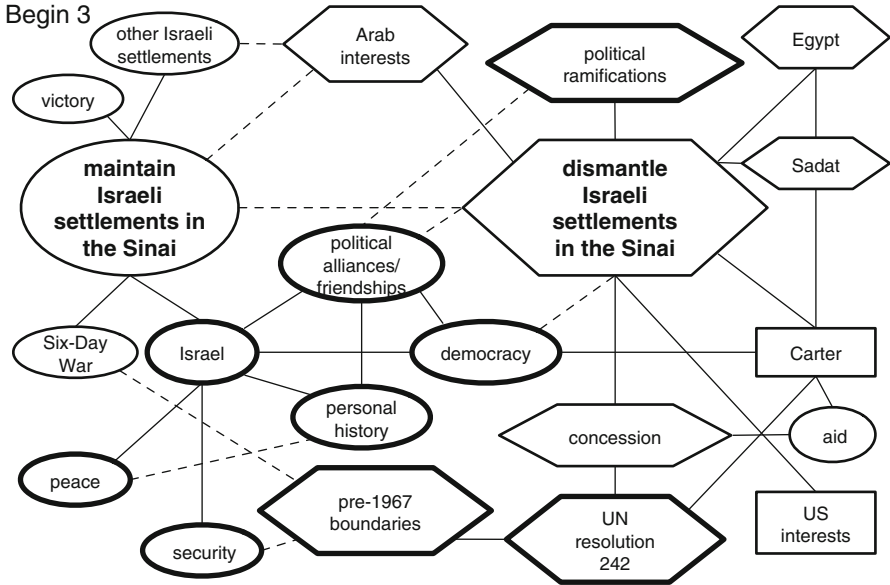 Begin 3
other Israeli
settlements
Arab
interests
political
ramifications
Egypt
victory
maintain
Israeli
settlements in
the Sinai
dismantle
Israeli
settlements
in the Sinai
Sadat
political
alliances/
friendships
Six-Day
War
Israel
democracy
Carter
personal
history
concession
aid
peace
pre-1967
boundaries
UN
resolution
242
US
interests
security